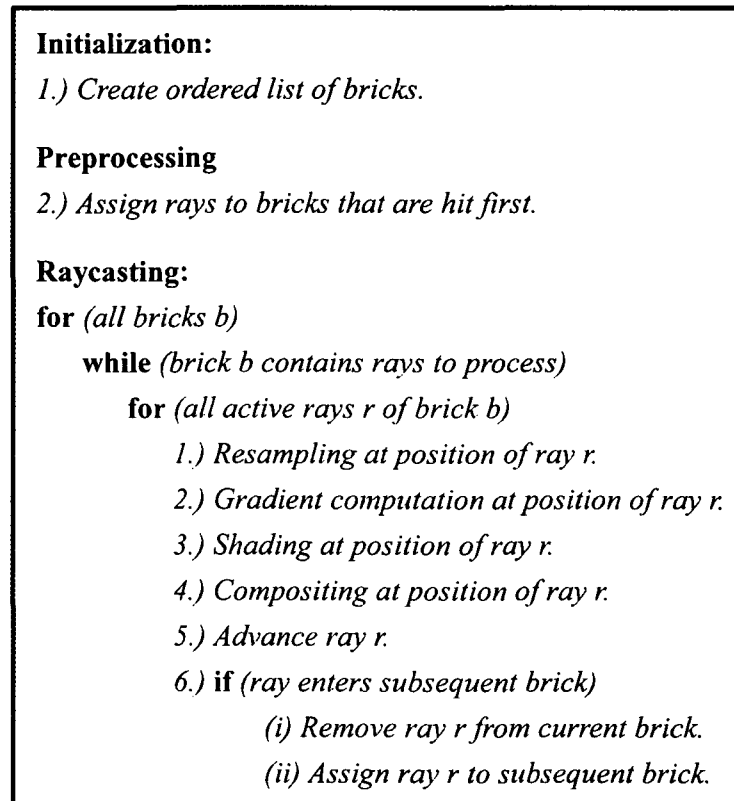 Initialization:
1.) Create ordered list of bricks.
Preprocessing
2.) Assign rays to bricks that are hit first.
Raycasting:
for (all bricks b)
while (brick b contains rays to process)
for (all active rays r of brick b)
1.) Resampling at position of ray r.
2.) Gradient computation at position of ray r.
3.) Shading at position of ray r.
4.) Compositing at position of ray r.
5.) Advance ray r.
6.) if (ray enters subsequent brick)
(i) Remove ray r from current brick.
(ii) Assign ray r to subsequent brick.